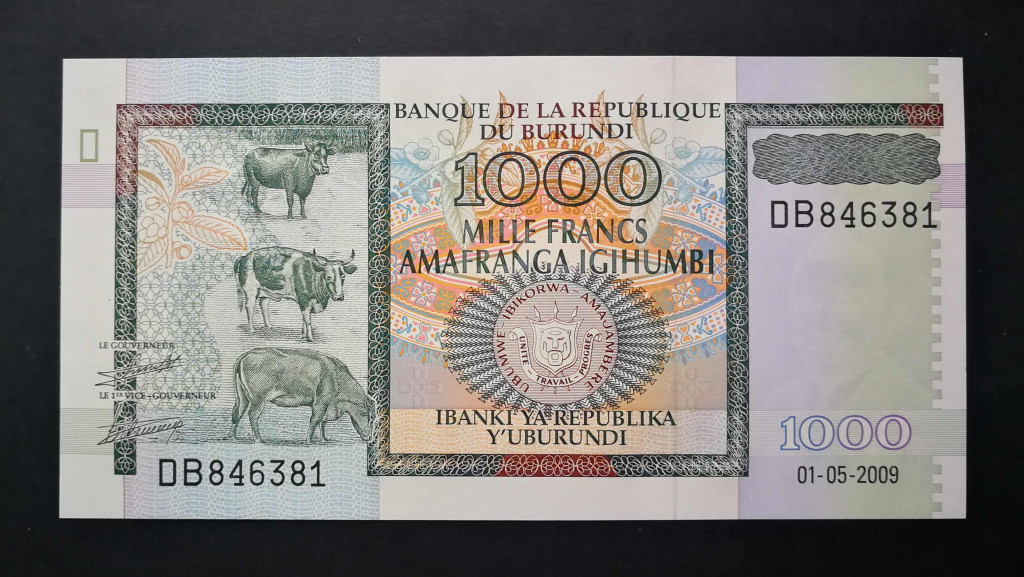 BANQUE DE LA REPUBLIQUE
DU BURUNDI
1000
MILLE FRANCS
AMAFRANGA IGIHUMBI
DB846381
UBUMWE IBIKORWA AMAJAMBERE
UNITE TRAVAIL PROGRES
LE GOUVERNEUR
LE 1ER VICE-GOUVERNEUR
IBANKI YA REPUBLIKA
Y'UBURUNDI
1000
DB846381
01-05-2009